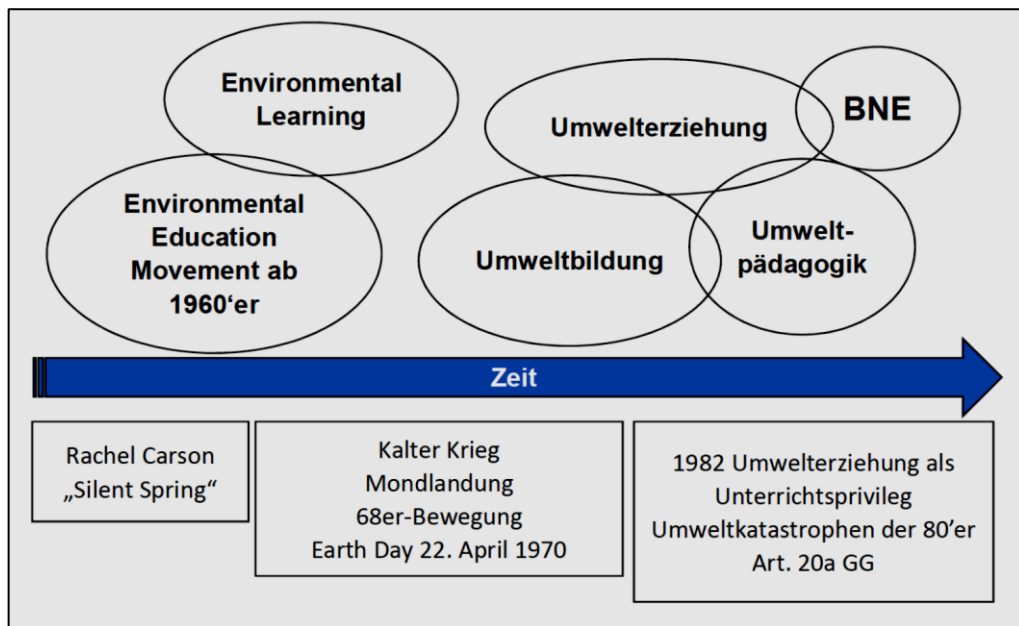 Environmental
Learning
Environmental
Education
Movement ab
1960‘er
Umwelterziehung
BNE
Umweltbildung
Umwelt-
pädagogik
Zeit
Rachel Carson
„Silent Spring“
Kalter Krieg
Mondlandung
68er-Bewegung
Earth Day 22. April 1970
1982 Umwelterziehung als
Unterrichtsprivileg
Umweltkatastrophen der 80’er
Art. 20a GG